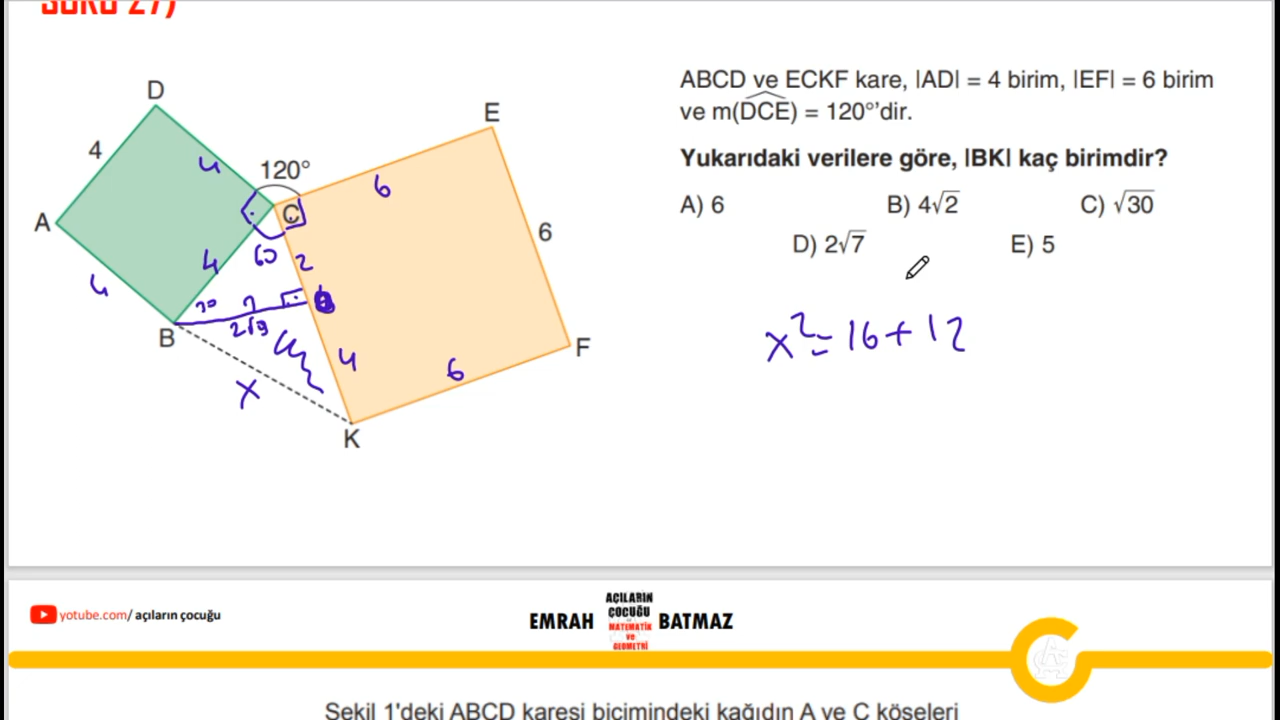 SORU 27)
ABCD ve ECKF kare, |AD| = 4 birim, |EF| = 6 birim
ve m(DCE) = 120°'dir.
Yukarıdaki verilere göre, |BK| kaç birimdir?
A) 6
B) 4√2
C) √30
D) 2√7
E) 5
D
E
4
4
120°
6
A
C
60
2
6
4
4
30
2√3
B
4
6
F
x
K
x² = 16 + 12
yotube.com/ açıların çocuğu
EMRAH
AÇILARIN
ÇOCUĞU
MATEMATİK
ve
GEOMETRİ
BATMAZ
Şekil 1'deki ABCD karesi biçimindeki kağıdın A ve C köşeleri